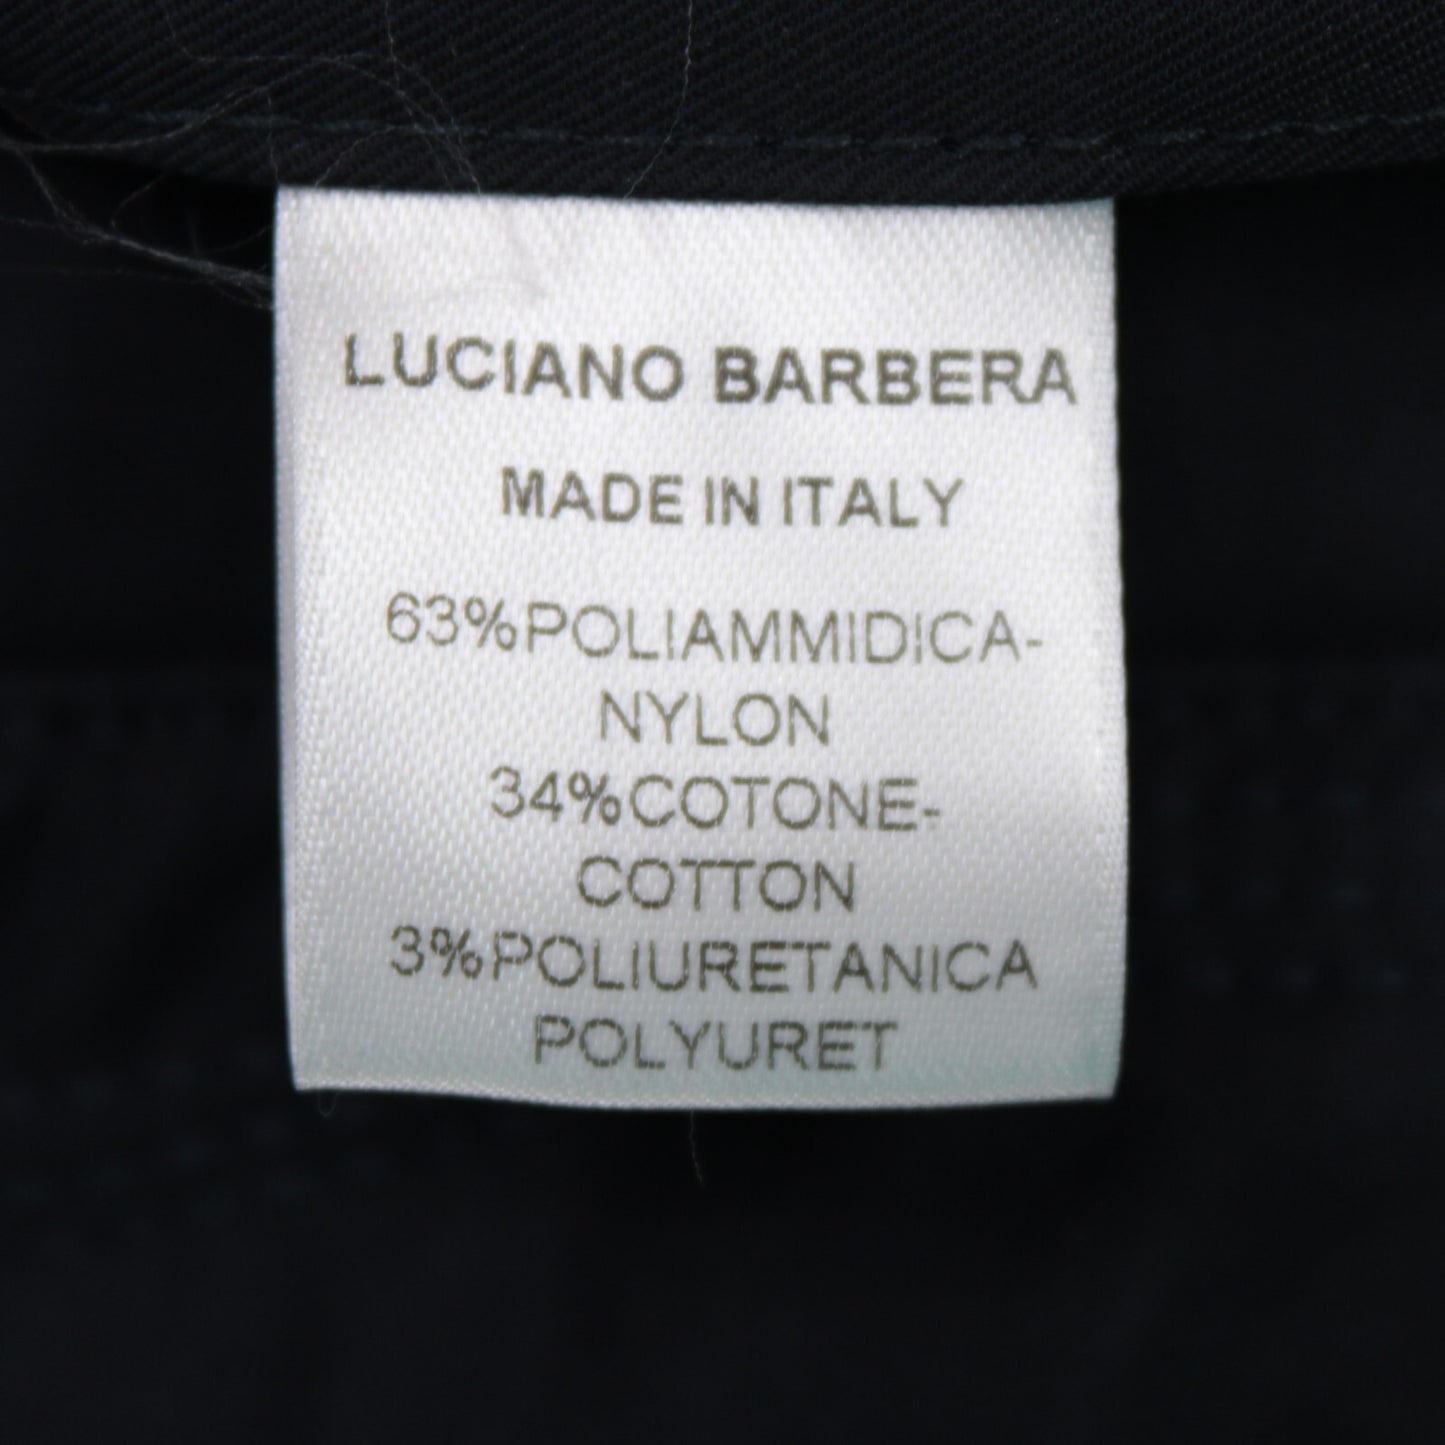 LUCIANO BARBERA
MADE IN ITALY
63%POLIAMMIDICA-
NYLON
34%COTONE-
COTTON
3%POLIURETANICA
POLYURET